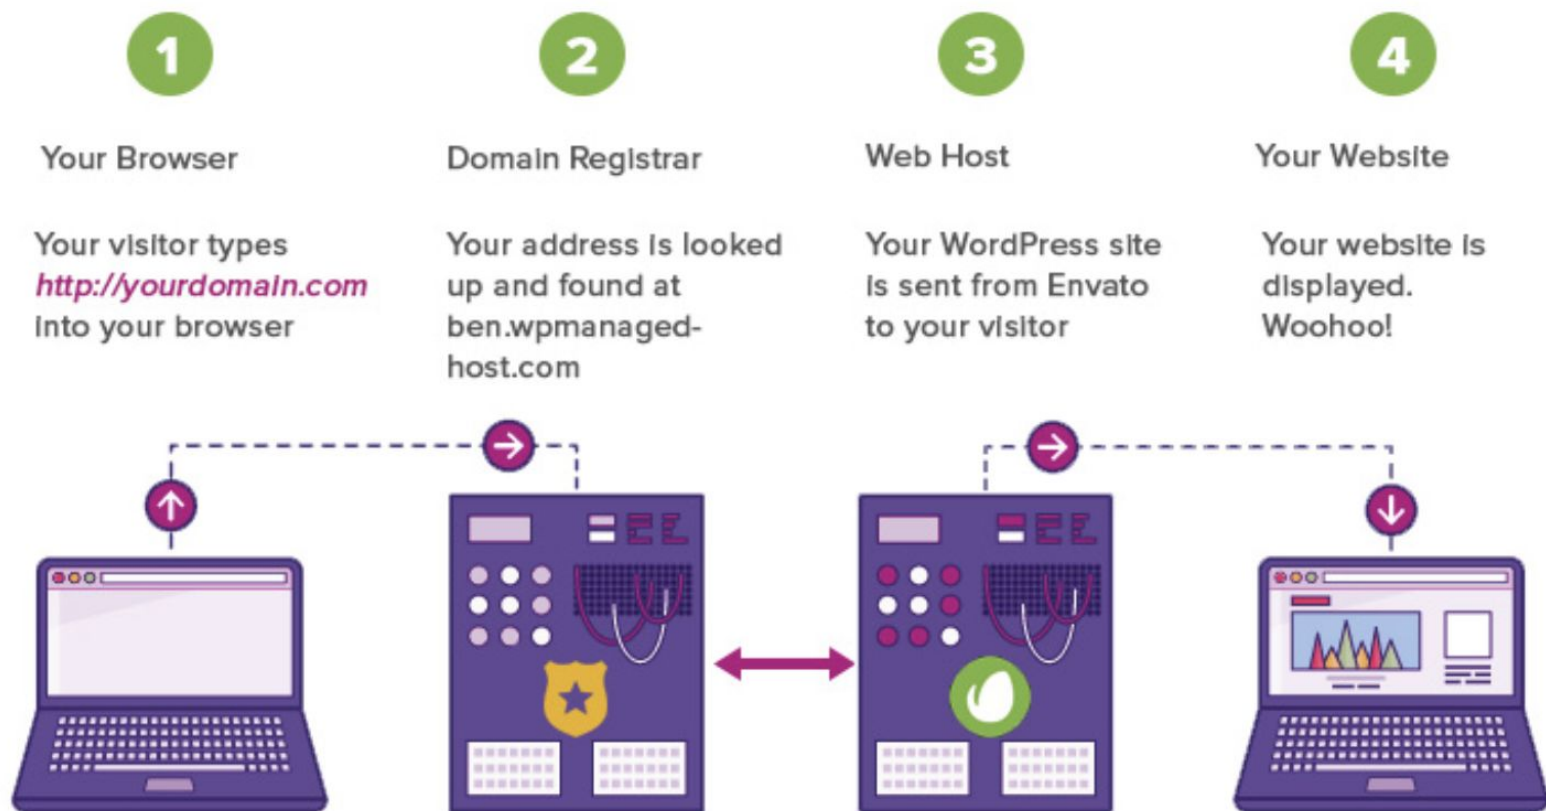 1
Your Browser
Your visitor types
http://yourdomain.com
into your browser
2
Domain Registrar
Your address is looked
up and found at
ben.wpmanaged-
host.com
3
Web Host
Your WordPress site
is sent from Envato
to your visitor
4
Your Website
Your website is
displayed.
Woohoo!